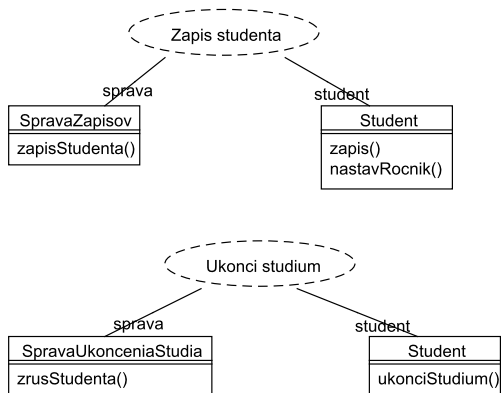 Zapis studenta
sprava
student
SpravaZapisov
zapisStudenta()
Student
zapis()
nastavRocnik()
Ukonci studium
sprava
student
SpravaUkonceniaStudia
zrusStudenta()
Student
ukonciStudium()